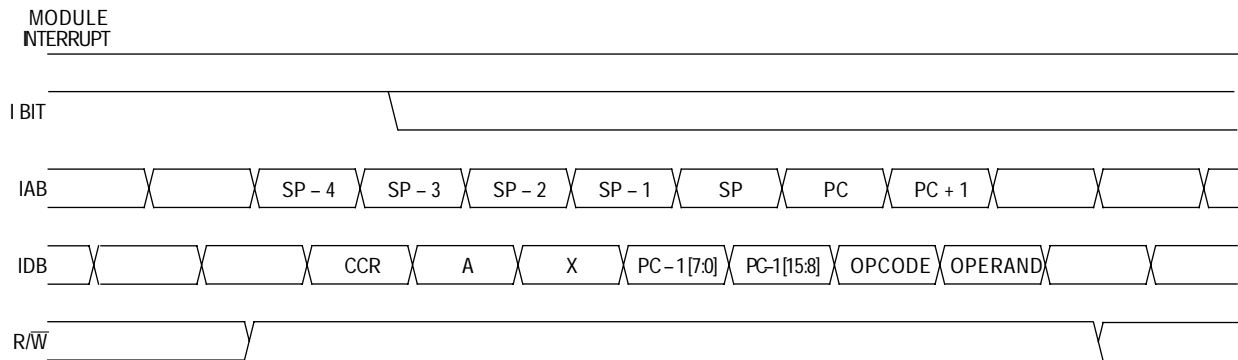 MODULE
INTERRUPT
I BIT
IAB SP – 4 SP – 3 SP – 2 SP – 1 SP PC PC + 1
IDB CCR A X PC – 1 [7:0] PC–1 [15:8] OPCODE OPERAND
R/W̅